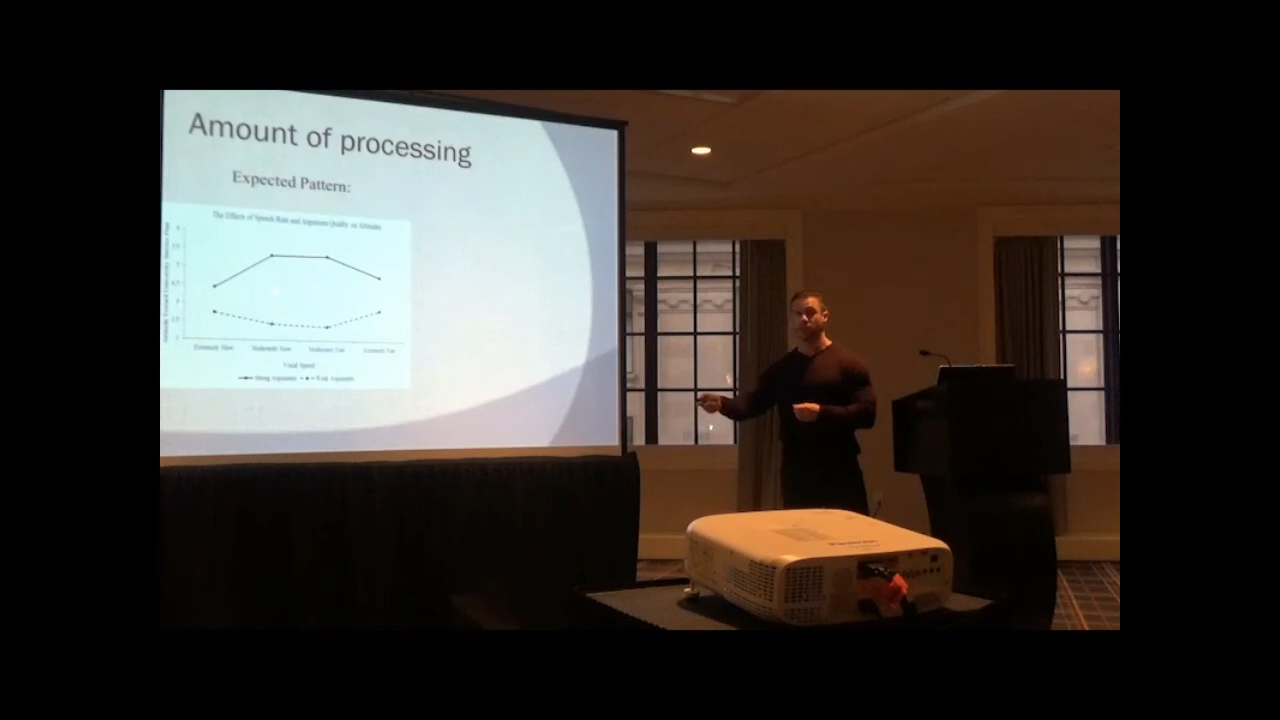 Amount of processing
Expected Pattern:
The Effects of Speech Rate and Argument Quality on Attitudes
Extremely Slow Moderately Slow Moderately Fast Extremely Fast
Vocal Speed
Strong Arguments Weak Arguments